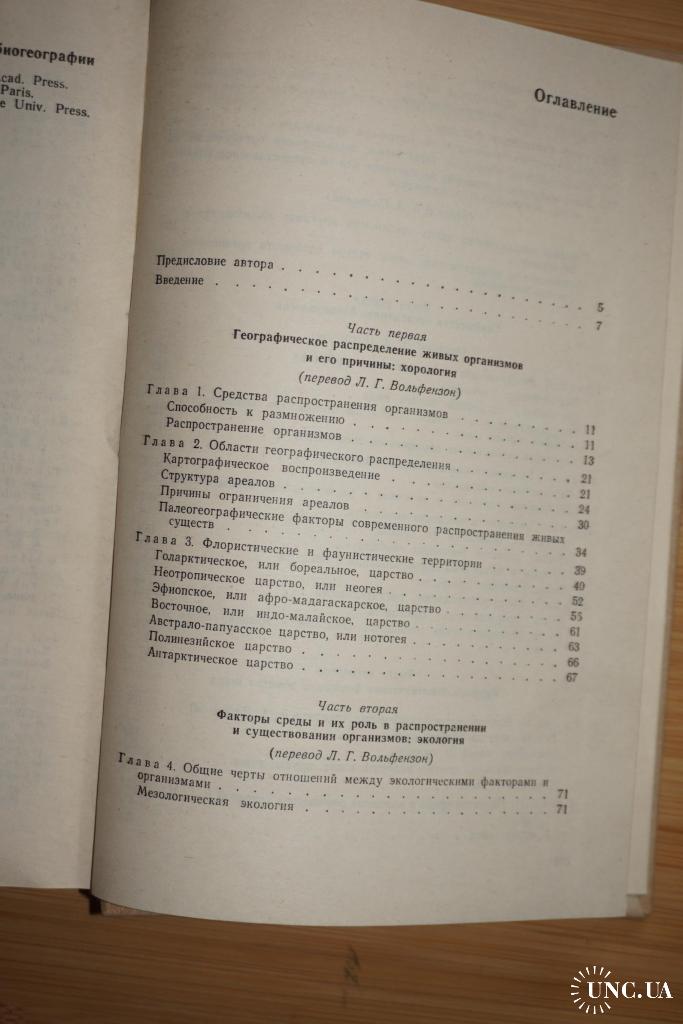 биогеографии
cad. Press.
Paris.
e Univ. Press.
Оглавление
Предисловие автора . . . . . . . . . . . . . . . 5
Введение . . . . . . . . . . . . . . . . . . 7
Часть первая
Географическое распределение живых организмов
и его причины: хорология
(перевод Л. Г. Вольфензон)
Глава 1. Средства распространения организмов . . . . . . . 11
Способность к размножению . . . . . . . . . . . 11
Распространение организмов . . . . . . . . . . . 13
Глава 2. Области географического распределения . . . . . . 21
Картографическое воспроизведение . . . . . . . . . 21
Структура ареалов . . . . . . . . . . . . . . 24
Причины ограничения ареалов . . . . . . . . . . 30
Палеогеографические факторы современного распространения живых
существ . . . . . . . . . . . . . . . . . 34
Глава 3. Флористические и фаунистические территории . . . . 39
Голарктическое, или бореальное, царство . . . . . . . 40
Неотропическое царство, или неогея . . . . . . . . . 52
Эфиопское, или афро-мадагаскарское, царство . . . . . . 55
Восточное, или индо-малайское, царство . . . . . . . 61
Австрало-папуасское царство, или нотогея . . . . . . . 63
Полинезийское царство . . . . . . . . . . . . . 66
Антарктическое царство . . . . . . . . . . . . . 67
Часть вторая
Факторы среды и их роль в распространении
и существовании организмов: экология
(перевод Л. Г. Вольфензон)
Глава 4. Общие черты отношений между экологическими факторами и
организмами . . . . . . . . . . . . . . . . 71
Мезологическая экология . . . . . . . . . . . . 71
UNC.UA